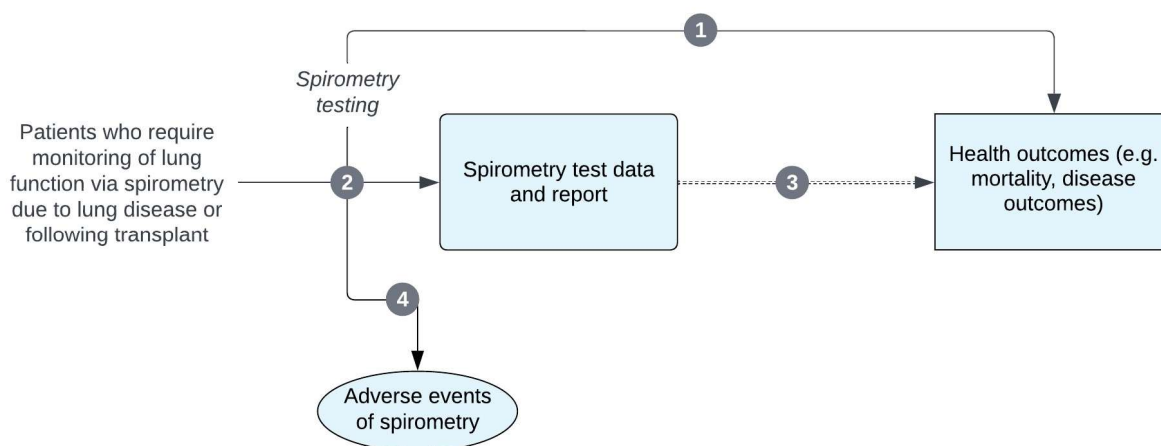 1
Spirometry
testing
Patients who require
monitoring of lung
function via spirometry
due to lung disease or
following transplant
2
Spirometry test data
and report
3
Health outcomes (e.g.
mortality, disease
outcomes)
4
Adverse events
of spirometry